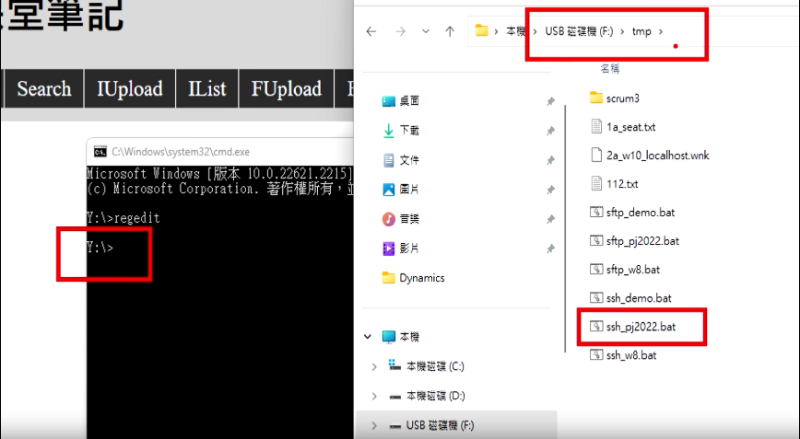 堂筆記
Search
IUpload
IList
FUpload
C:\Windows\system32\cmd.exe
Microsoft Windows [版本 10.0.22621.2215]
(c) Microsoft Corporation. 著作權所有，並
Y:\>regedit
Y:\>
本機 > USB 磁碟機 (F:) > tmp >
桌面
下載
文件
圖片
音樂
影片
Dynamics
本機
本機磁碟 (C:)
本機磁碟 (D:)
USB 磁碟機 (F:)
名稱
scrum3
1a_seat.txt
2a_w10_localhost.wnk
112.txt
sftp_demo.bat
sftp_pj2022.bat
sftp_w8.bat
ssh_demo.bat
ssh_pj2022.bat
ssh_w8.bat